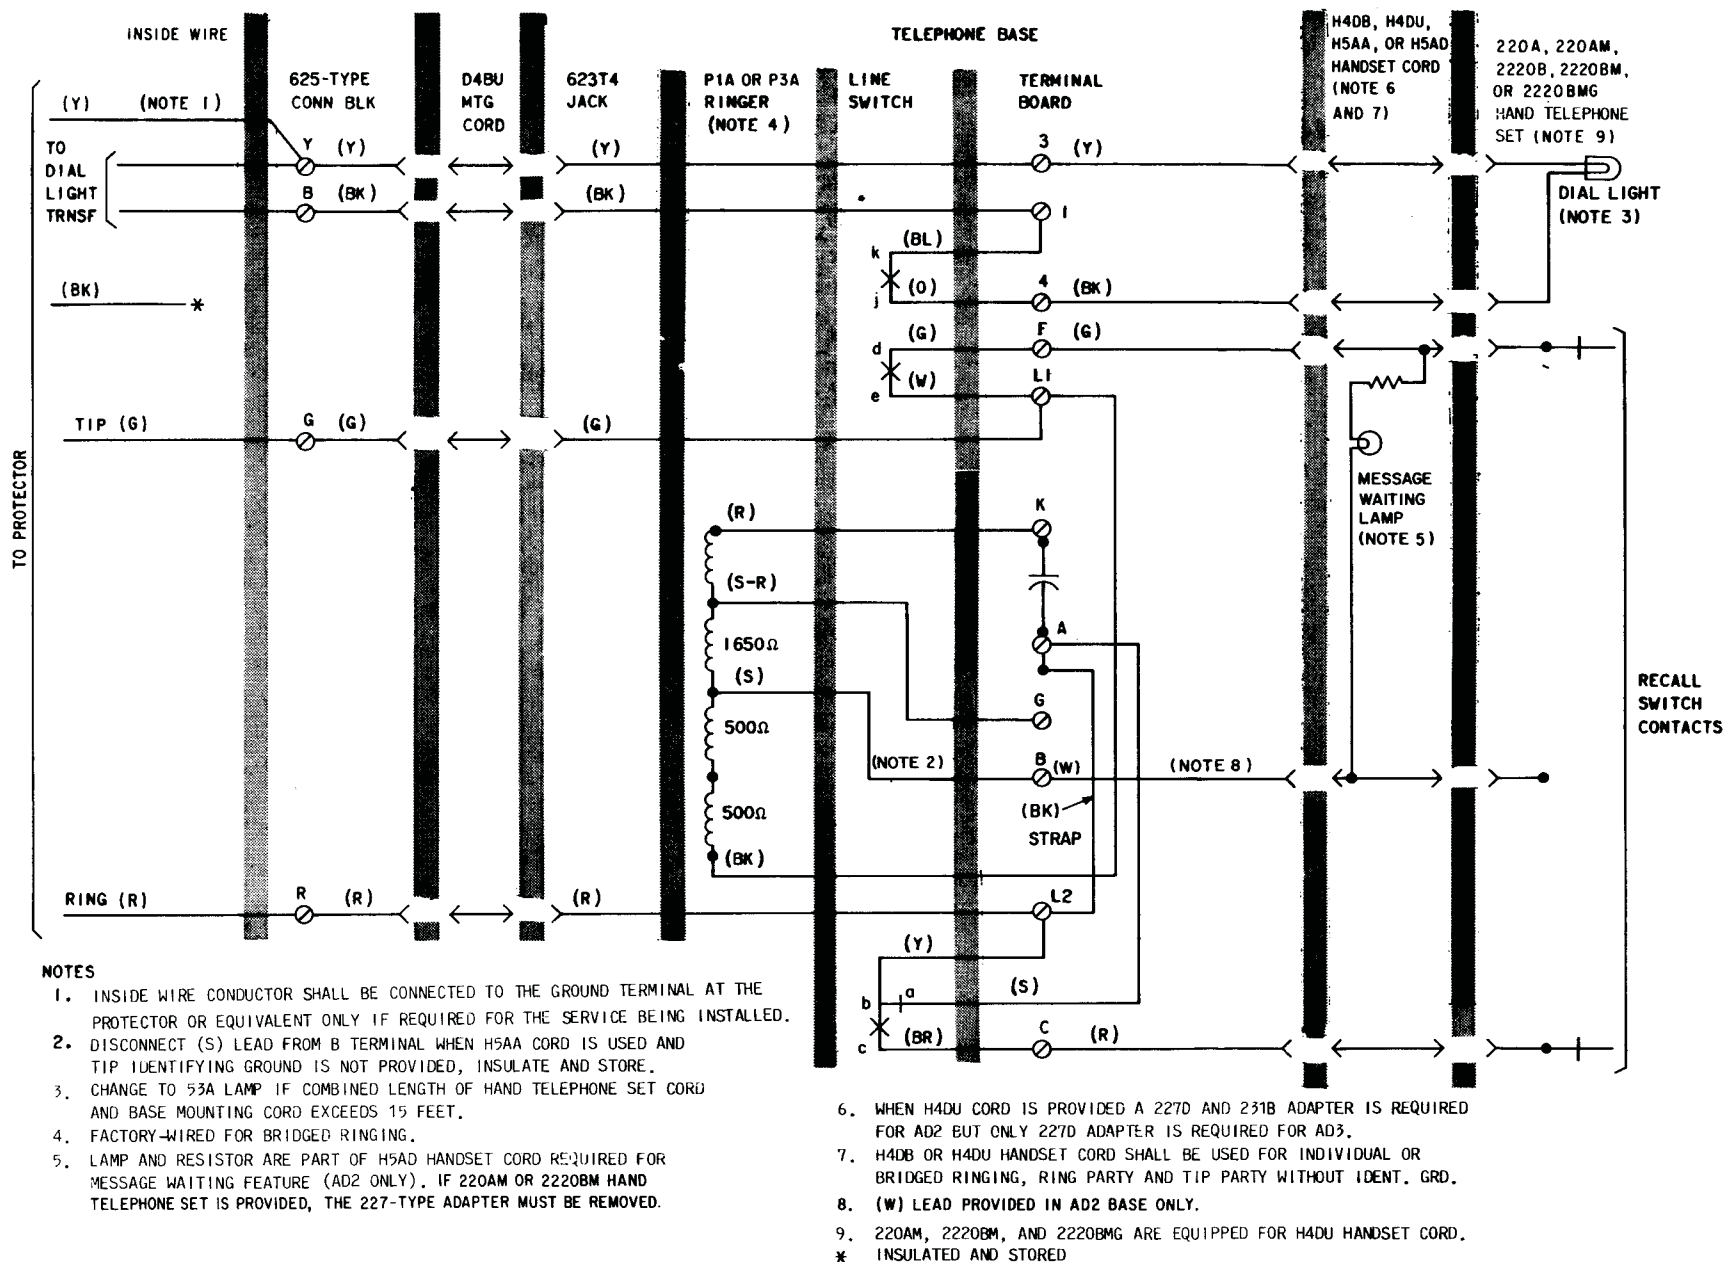 INSIDE WIRE
TELEPHONE BASE
625-TYPE
CONN BLK
D4BU
MTG
CORD
623T4
JACK
P1A OR P3A
RINGER
(NOTE 4)
LINE
SWITCH
TERMINAL
BOARD
H4DB, H4DU,
H5AA, OR H5AD
HANDSET CORD
(NOTE 6
AND 7)
220A, 220AM,
2220B, 2220BM,
OR 2220BMG
HAND TELEPHONE
SET (NOTE 9)
(Y) (NOTE 1)
TO
DIAL
LIGHT
TRNSF
Y (Y)
(Y)
3 (Y)
B (BK)
(BK)
1
DIAL LIGHT
(NOTE 3)
k (BL)
(BK) *
j (O)
4 (BK)
d (G)
F (G)
e (W)
L1
TIP (G)
G (G)
(G)
TO PROTECTOR
MESSAGE
WAITING
LAMP
(NOTE 5)
(R)
K
(S-R)
A
1650Ω
(S)
G
500Ω
(NOTE 2)
B (W)
(NOTE 8)
RECALL
SWITCH
CONTACTS
500Ω
(BK)
STRAP
(BK)
RING (R)
R (R)
(R)
L2
(Y)
b a (S)
c (BR)
C (R)
NOTES
1. INSIDE WIRE CONDUCTOR SHALL BE CONNECTED TO THE GROUND TERMINAL AT THE
PROTECTOR OR EQUIVALENT ONLY IF REQUIRED FOR THE SERVICE BEING INSTALLED.
2. DISCONNECT (S) LEAD FROM B TERMINAL WHEN H5AA CORD IS USED AND
TIP IDENTIFYING GROUND IS NOT PROVIDED, INSULATE AND STORE.
3. CHANGE TO 53A LAMP IF COMBINED LENGTH OF HAND TELEPHONE SET CORD
AND BASE MOUNTING CORD EXCEEDS 15 FEET.
4. FACTORY-WIRED FOR BRIDGED RINGING.
5. LAMP AND RESISTOR ARE PART OF H5AD HANDSET CORD REQUIRED FOR
MESSAGE WAITING FEATURE (AD2 ONLY). IF 220AM OR 2220BM HAND
TELEPHONE SET IS PROVIDED, THE 227-TYPE ADAPTER MUST BE REMOVED.
6. WHEN H4DU CORD IS PROVIDED A 227D AND 231B ADAPTER IS REQUIRED
FOR AD2 BUT ONLY 227D ADAPTER IS REQUIRED FOR AD3.
7. H4DB OR H4DU HANDSET CORD SHALL BE USED FOR INDIVIDUAL OR
BRIDGED RINGING, RING PARTY AND TIP PARTY WITHOUT IDENT. GRD.
8. (W) LEAD PROVIDED IN AD2 BASE ONLY.
9. 220AM, 2220BM, AND 2220BMG ARE EQUIPPED FOR H4DU HANDSET CORD.
* INSULATED AND STORED